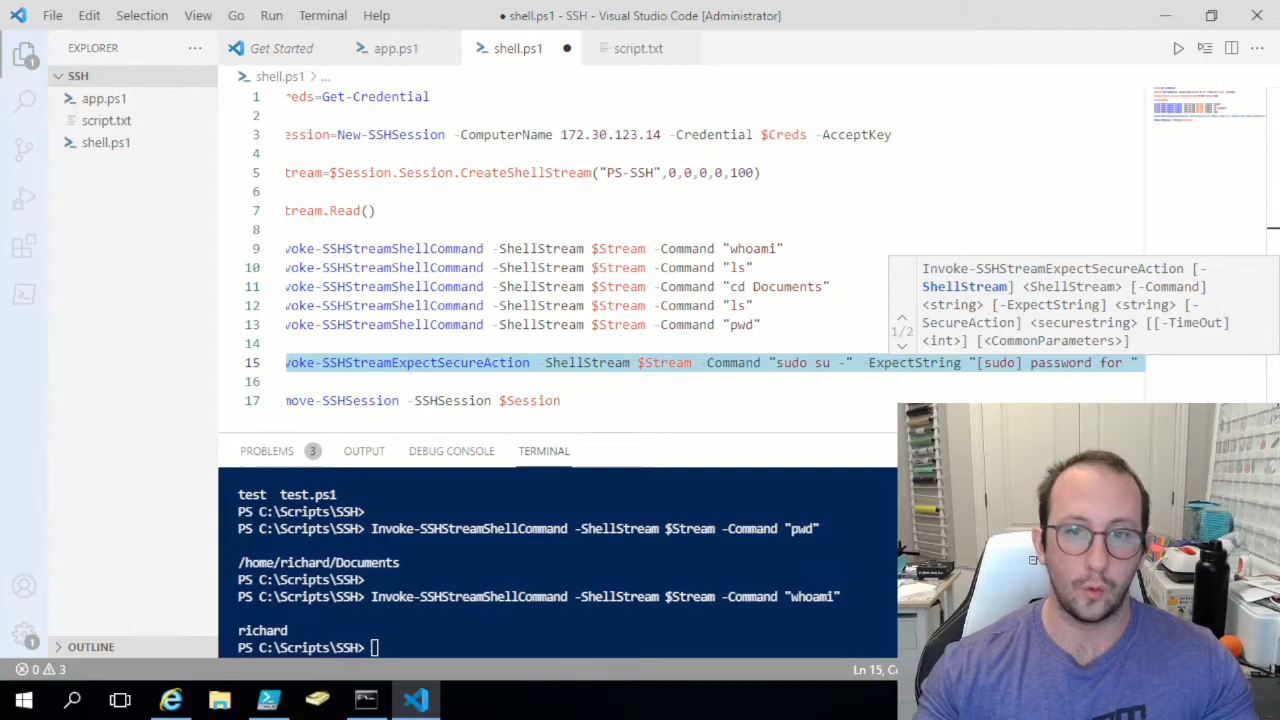 File Edit Selection View Go Run Terminal Help
● shell.ps1 - SSH - Visual Studio Code [Administrator]
EXPLORER
Get Started
app.ps1
shell.ps1
script.txt
SSH
app.ps1
script.txt
shell.ps1
shell.ps1 > ...
1 reds=Get-Credential
2
3 ession=New-SSHSession -ComputerName 172.30.123.14 -Credential $Creds -AcceptKey
4
5 tream=$Session.Session.CreateShellStream("PS-SSH",0,0,0,0,100)
6
7 tream.Read()
8
9 voke-SSHStreamShellCommand -ShellStream $Stream -Command "whoami"
10 voke-SSHStreamShellCommand -ShellStream $Stream -Command "ls"
11 voke-SSHStreamShellCommand -ShellStream $Stream -Command "cd Documents"
12 voke-SSHStreamShellCommand -ShellStream $Stream -Command "ls"
13 voke-SSHStreamShellCommand -ShellStream $Stream -Command "pwd"
14
15 voke-SSHStreamExpectSecureAction -ShellStream $Stream -Command "sudo su -" -ExpectString "[sudo] password for "
16
17 move-SSHSession -SSHSession $Session
Invoke-SSHStreamExpectSecureAction [-
ShellStream] <ShellStream> [-Command]
<string> [-ExpectString] <string> [-
SecureAction] <securestring> [[-TimeOut]
<int>] [<CommonParameters>]
1/2
PROBLEMS 3 OUTPUT DEBUG CONSOLE TERMINAL
test  test.ps1
PS C:\Scripts\SSH>
PS C:\Scripts\SSH> Invoke-SSHStreamShellCommand -ShellStream $Stream -Command "pwd"
/home/richard/Documents
PS C:\Scripts\SSH>
PS C:\Scripts\SSH> Invoke-SSHStreamShellCommand -ShellStream $Stream -Command "whoami"
richard
PS C:\Scripts\SSH>
OUTLINE
1
1
0 3
Ln 15, C